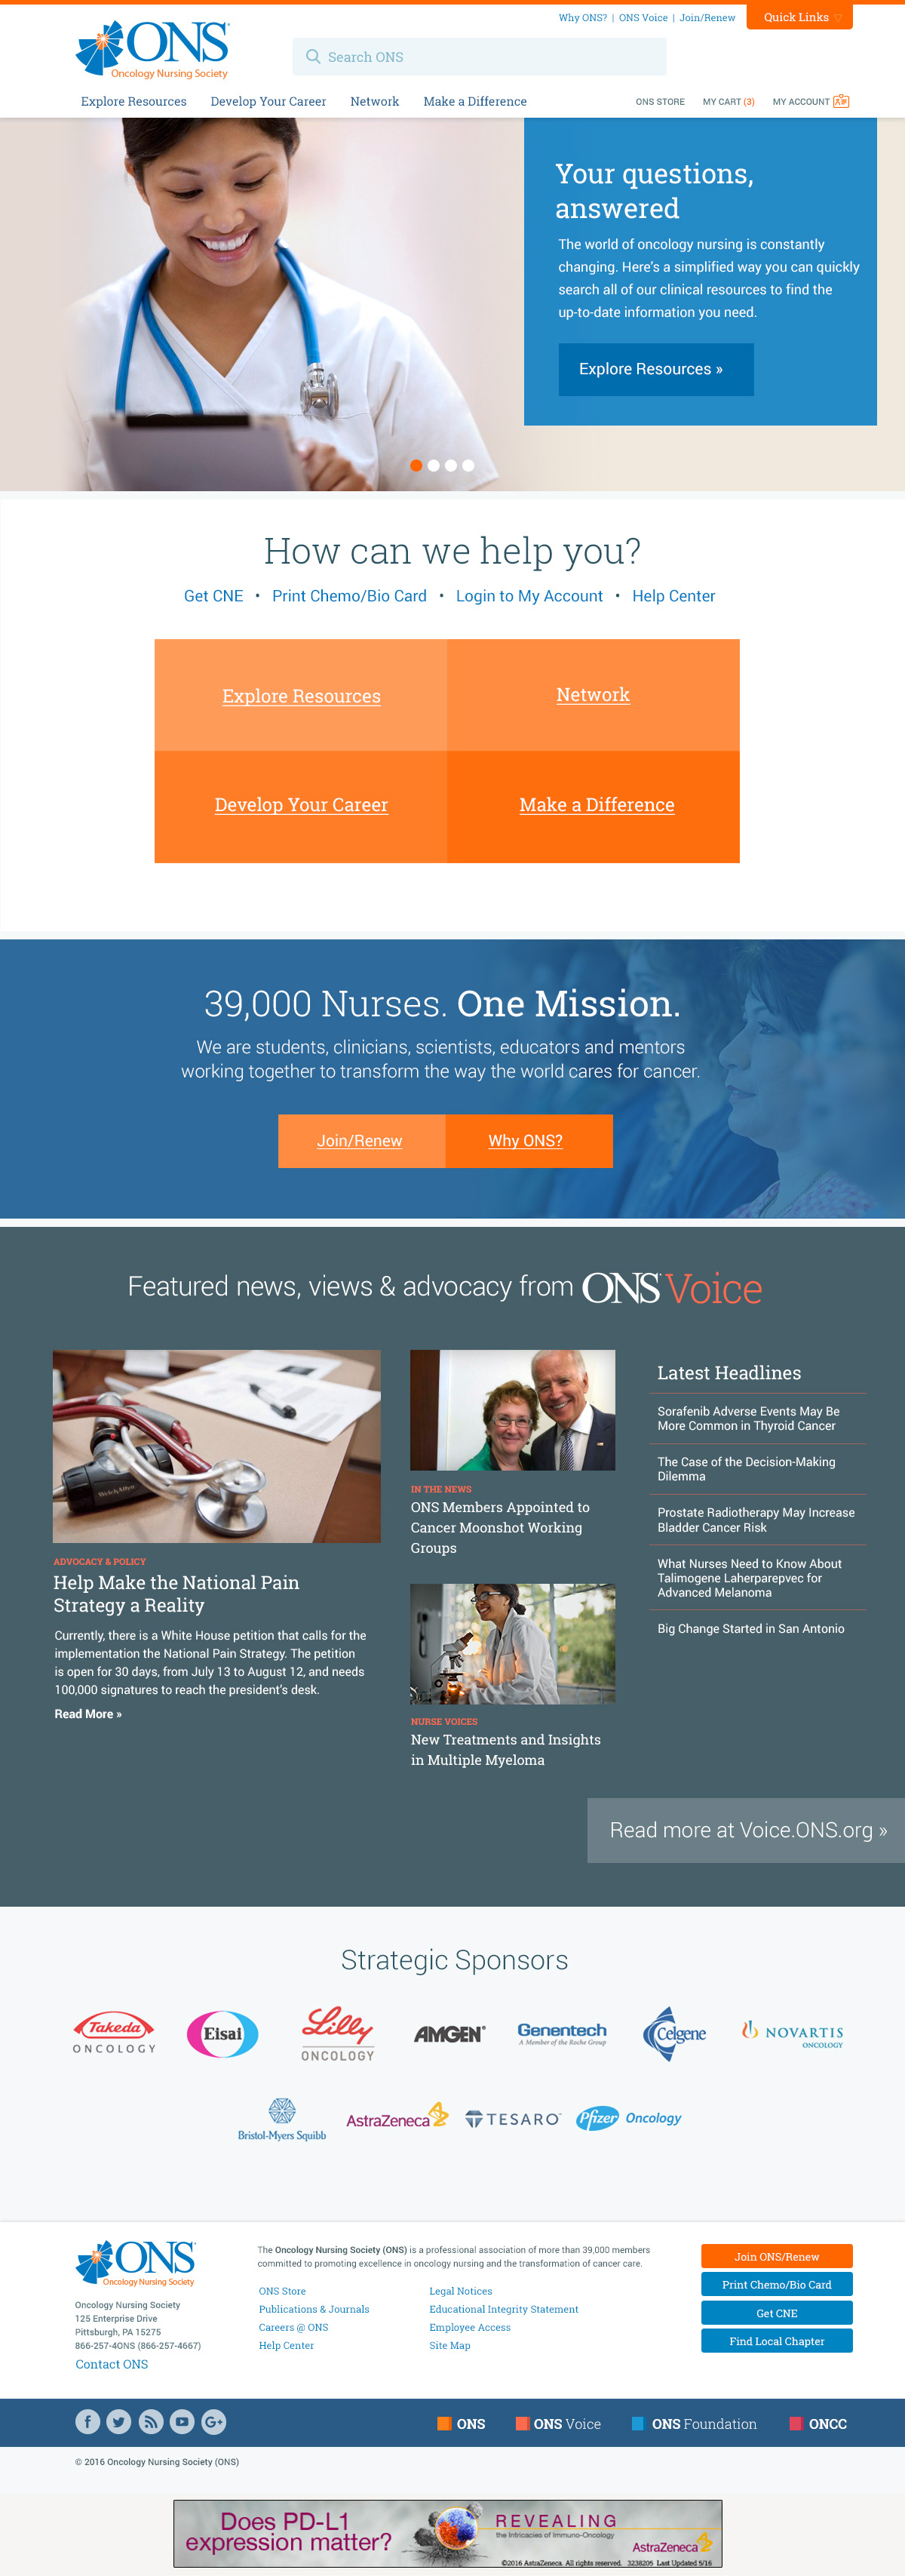 Why ONS? | ONS Voice | Join/Renew
Quick Links
ONS
Oncology Nursing Society
Search ONS
Explore Resources
Develop Your Career
Network
Make a Difference
ONS STORE
MY CART (3)
MY ACCOUNT
Your questions,
answered
The world of oncology nursing is constantly
changing. Here's a simplified way you can quickly
search all of our clinical resources to find the
up-to-date information you need.
Explore Resources »
How can we help you?
Get CNE • Print Chemo/Bio Card • Login to My Account • Help Center
Explore Resources
Network
Develop Your Career
Make a Difference
39,000 Nurses. One Mission.
We are students, clinicians, scientists, educators and mentors
working together to transform the way the world cares for cancer.
Join/Renew
Why ONS?
Featured news, views & advocacy from ONS Voice
WelchAllyn
ADVOCACY & POLICY
Help Make the National Pain
Strategy a Reality
Currently, there is a White House petition that calls for the
implementation the National Pain Strategy. The petition
is open for 30 days, from July 13 to August 12, and needs
100,000 signatures to reach the president's desk.
Read More »
IN THE NEWS
ONS Members Appointed to
Cancer Moonshot Working
Groups
NURSE VOICES
New Treatments and Insights
in Multiple Myeloma
Latest Headlines
Sorafenib Adverse Events May Be
More Common in Thyroid Cancer
The Case of the Decision-Making
Dilemma
Prostate Radiotherapy May Increase
Bladder Cancer Risk
What Nurses Need to Know About
Talimogene Laherparepvec for
Advanced Melanoma
Big Change Started in San Antonio
Read more at Voice.ONS.org »
Strategic Sponsors
Takeda
ONCOLOGY
Eisai
Lilly
ONCOLOGY
AMGEN
Genentech
A Member of the Roche Group
Celgene
NOVARTIS
ONCOLOGY
Bristol-Myers Squibb
AstraZeneca
TESARO
Pfizer Oncology
ONS
Oncology Nursing Society
Oncology Nursing Society
125 Enterprise Drive
Pittsburgh, PA 15275
866-257-4ONS (866-257-4667)
Contact ONS
The Oncology Nursing Society (ONS) is a professional association of more than 39,000 members
committed to promoting excellence in oncology nursing and the transformation of cancer care.
ONS Store
Publications & Journals
Careers @ ONS
Help Center
Legal Notices
Educational Integrity Statement
Employee Access
Site Map
Join ONS/Renew
Print Chemo/Bio Card
Get CNE
Find Local Chapter
ONS
ONS Voice
ONS Foundation
ONCC
© 2016 Oncology Nursing Society (ONS)
Does PD-L1
expression matter?
REVEALING
the Intricacies of Immuno-Oncology
AstraZeneca
©2016 AstraZeneca. All rights reserved. 3238205 Last Updated 5/16